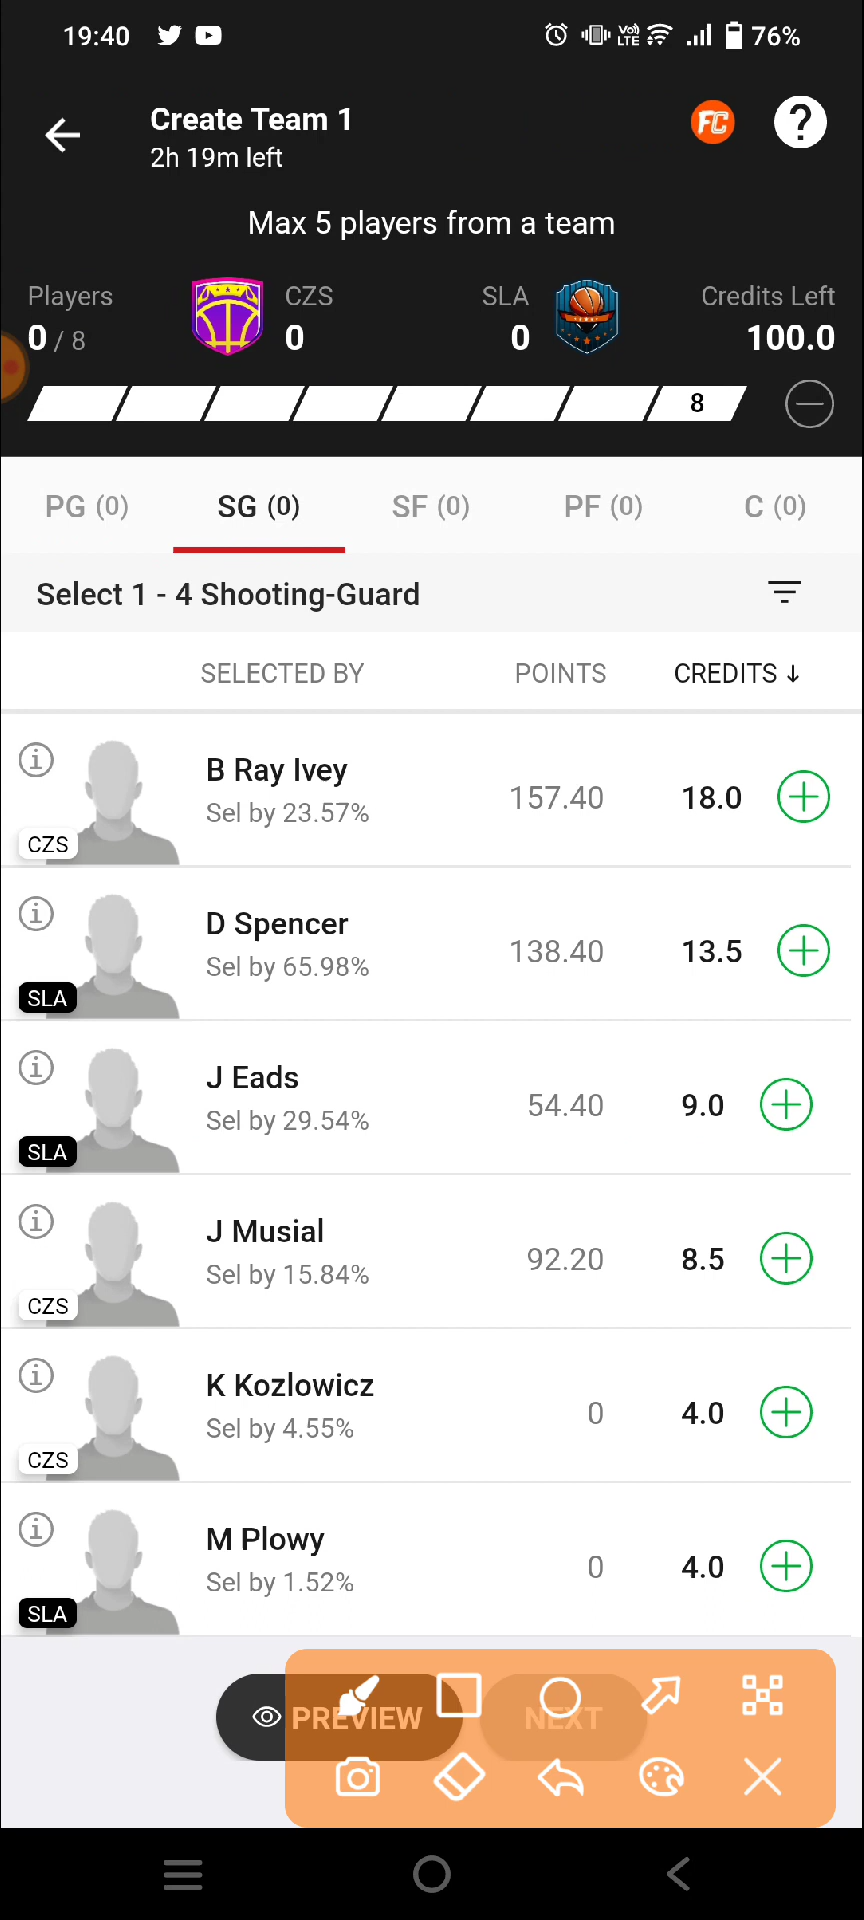 19:40
Vo) LTE
76%
Create Team 1
2h 19m left
FC
?
Max 5 players from a team
Players CZS SLA Credits Left
0 / 8 0 0 100.0
8
PG (0) SG (0) SF (0) PF (0) C (0)
Select 1 - 4 Shooting-Guard
SELECTED BY POINTS CREDITS ↓
B Ray Ivey
Sel by 23.57%
157.40 18.0
CZS
D Spencer
Sel by 65.98%
138.40 13.5
SLA
J Eads
Sel by 29.54%
54.40 9.0
SLA
J Musial
Sel by 15.84%
92.20 8.5
CZS
K Kozlowicz
Sel by 4.55%
0 4.0
CZS
M Plowy
Sel by 1.52%
0 4.0
SLA
PREVIEW NEXT